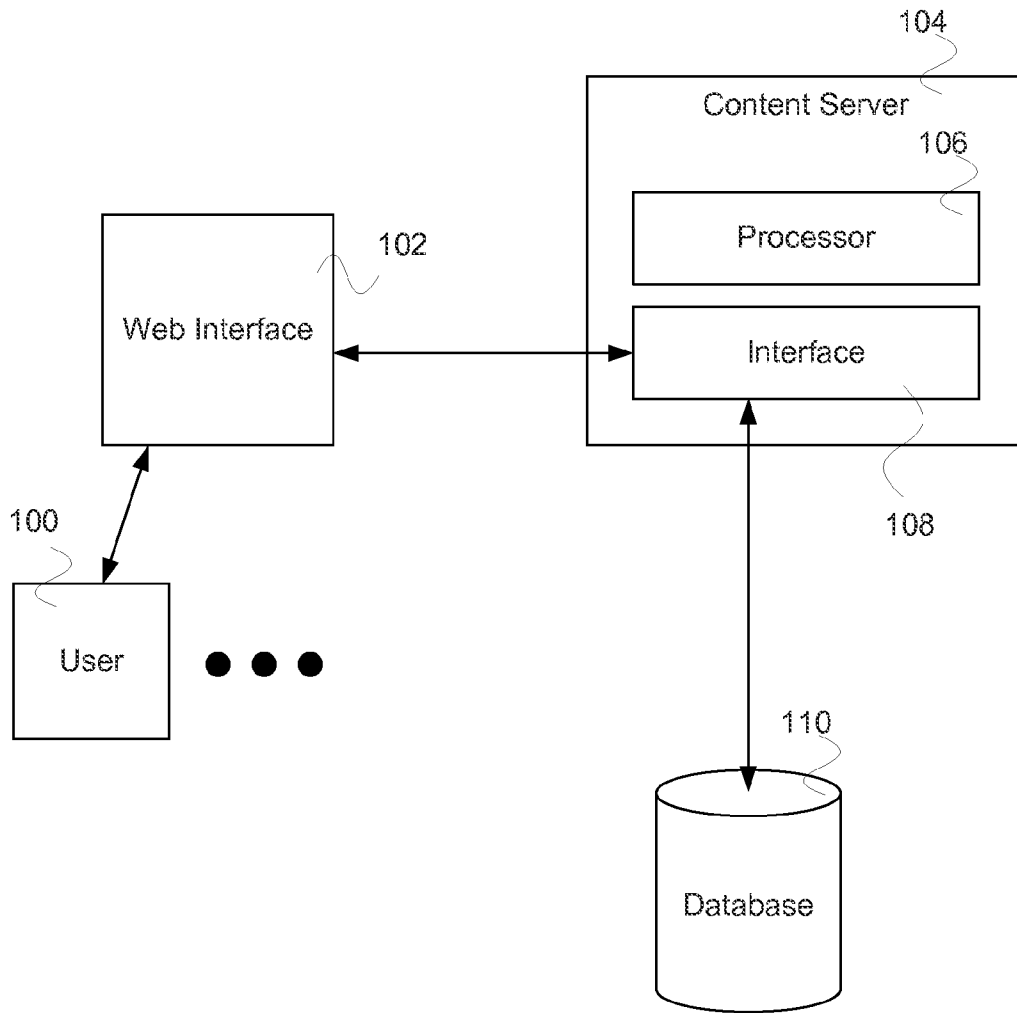 104
Content Server
106
Processor
102
Web Interface
Interface
108
100
User
110
Database